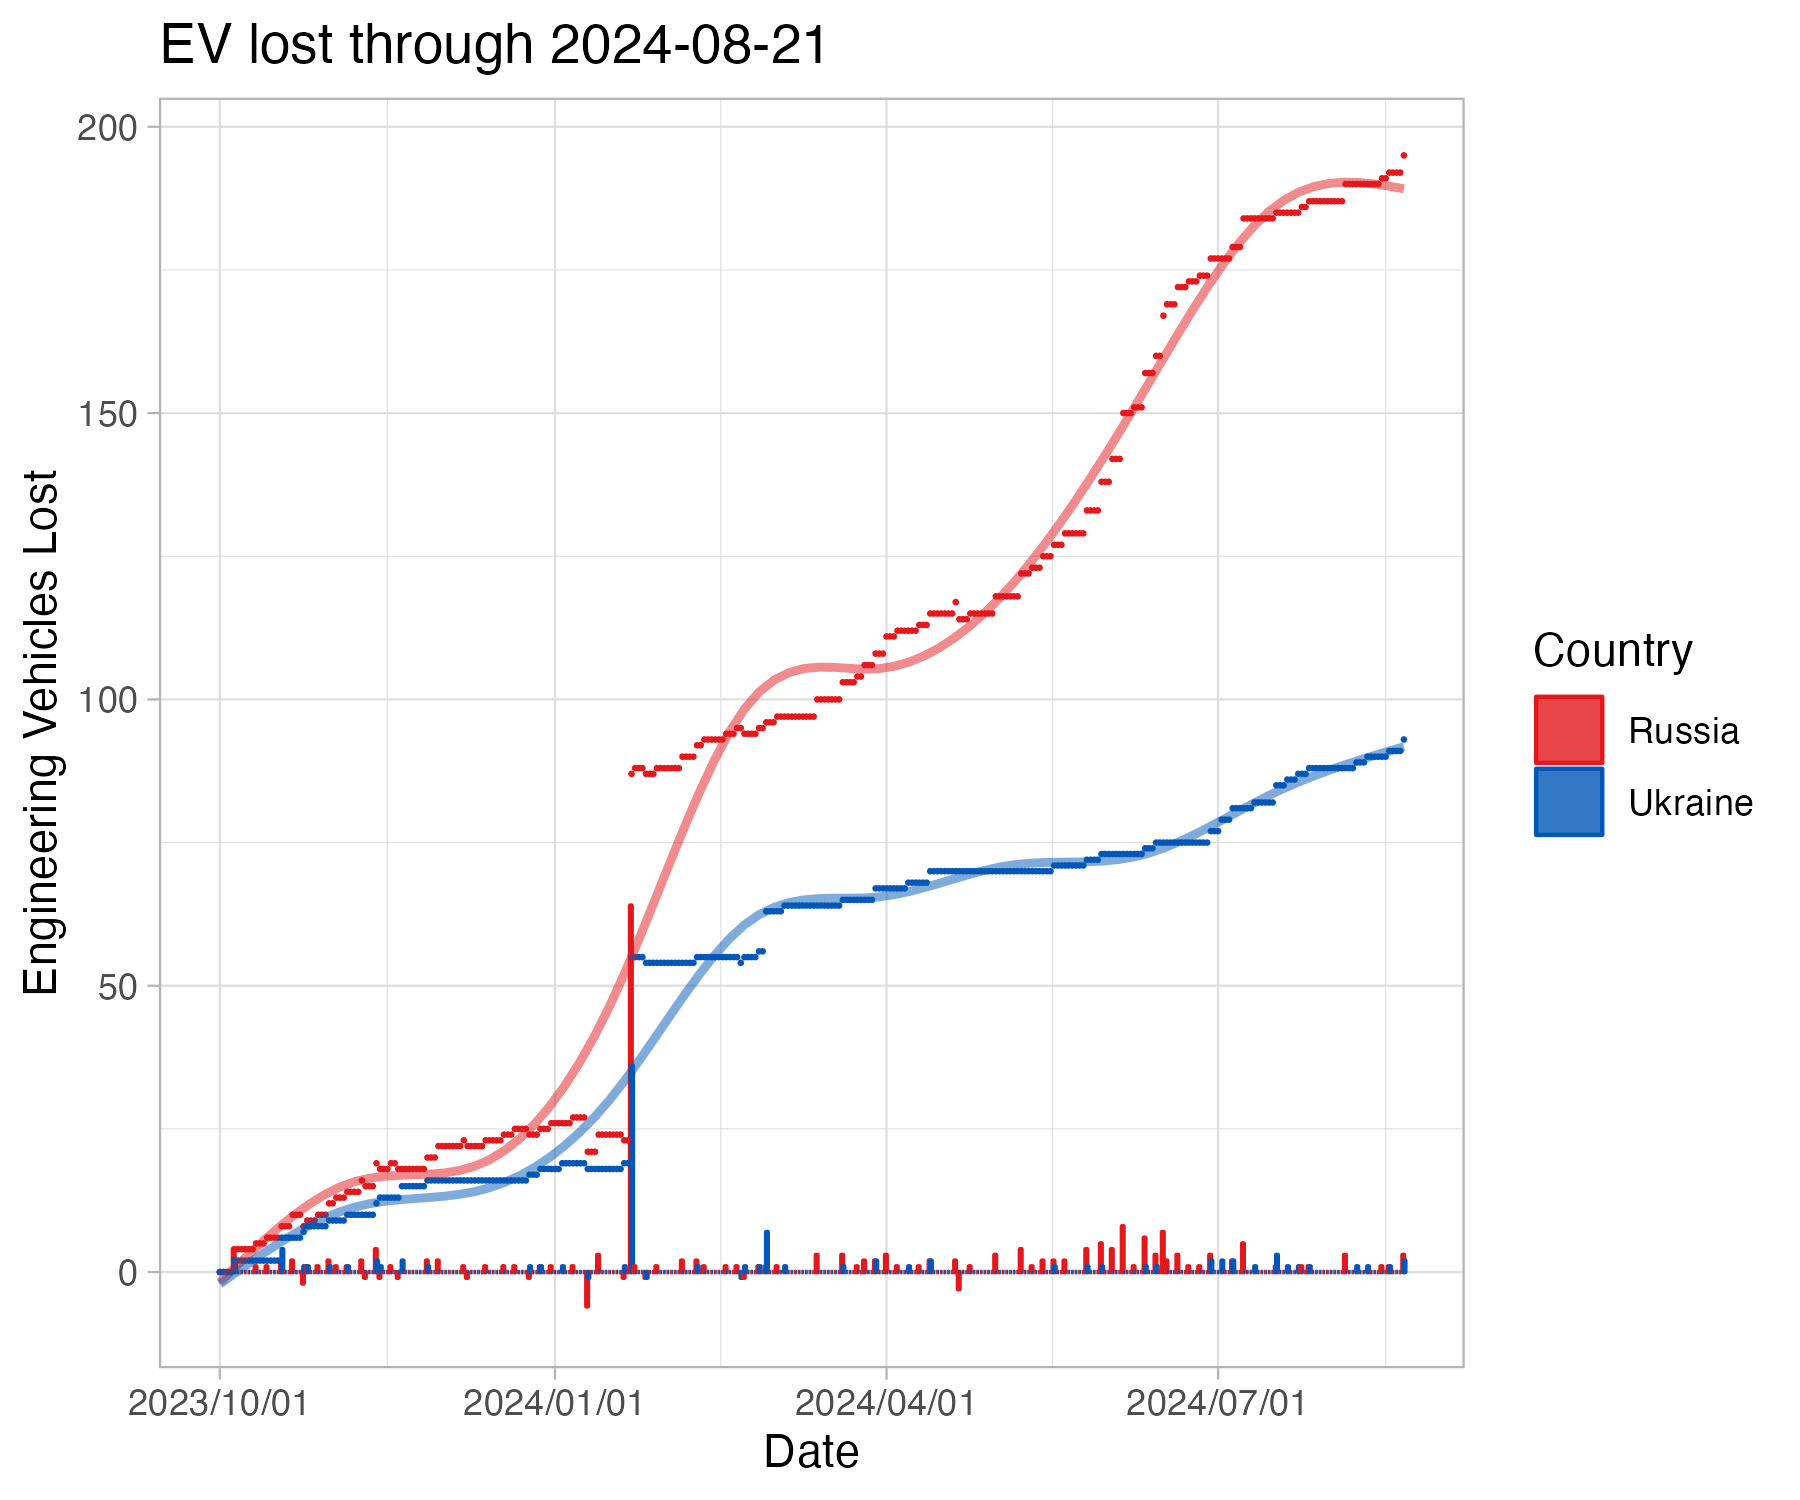 EV lost through 2024-08-21
Engineering Vehicles Lost
200
150
100
50
0
2023/10/01
2024/01/01
2024/04/01
2024/07/01
Date
Country
Russia
Ukraine